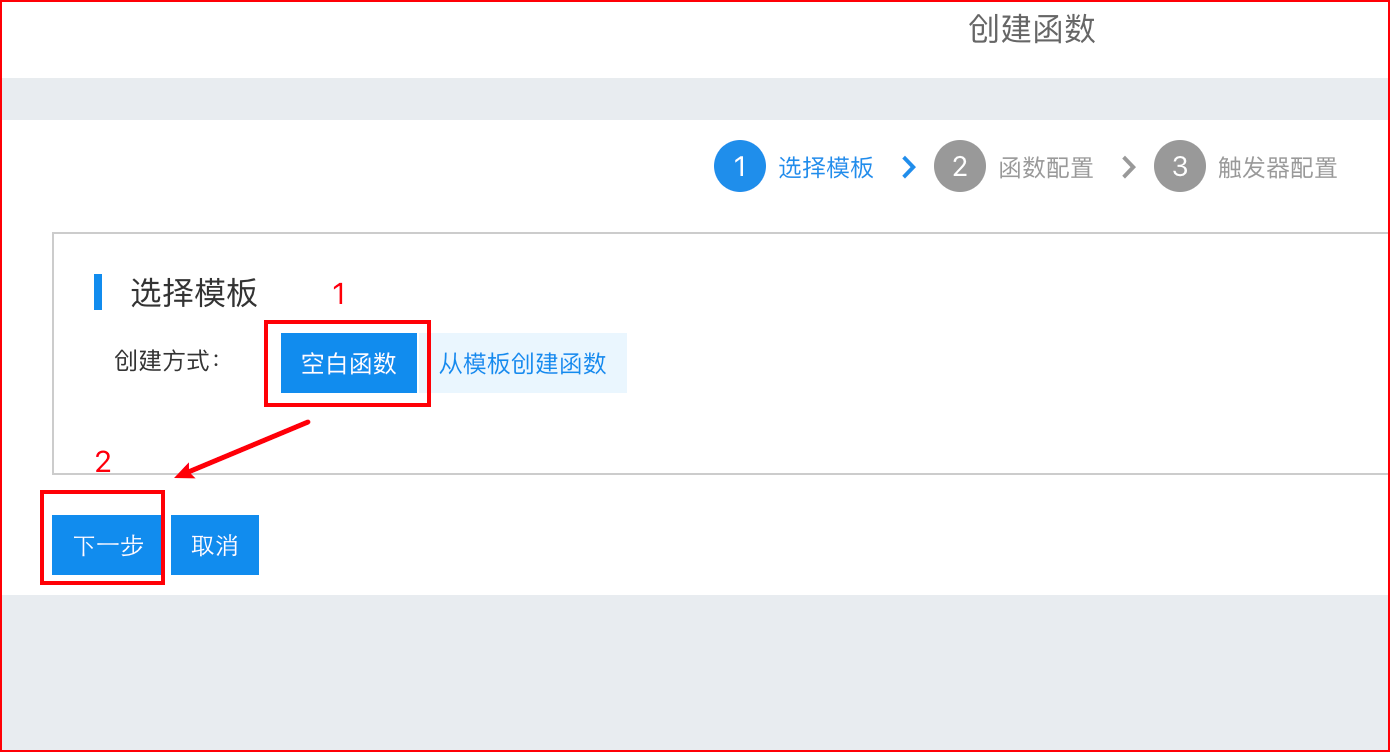 创建函数
1 选择模板 2 函数配置 3 触发器配置
选择模板 1
创建方式: 空白函数 从模板创建函数
2
下一步 取消